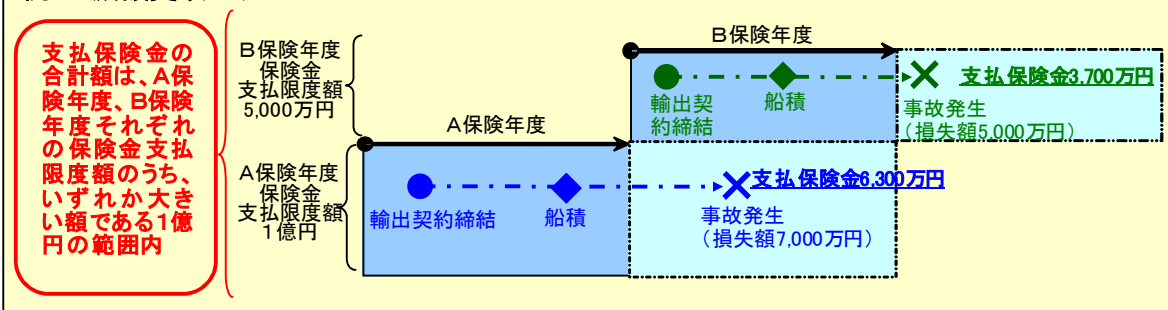 支払保険金の
合計額は、A保
険年度、B保険
年度それぞれ
の保険金支払
限度額のうち、
いずれか大き
い額である1億
円の範囲内
B保険年度
保険金
支払限度額
5,000万円
A保険年度
保険金
支払限度額
1億円
B保険年度
輸出契
約締結
船積
支払保険金3,700万円
事故発生
（損失額5,000万円）
A保険年度
輸出契約締結
船積
支払保険金6,300万円
事故発生
（損失額7,000万円）